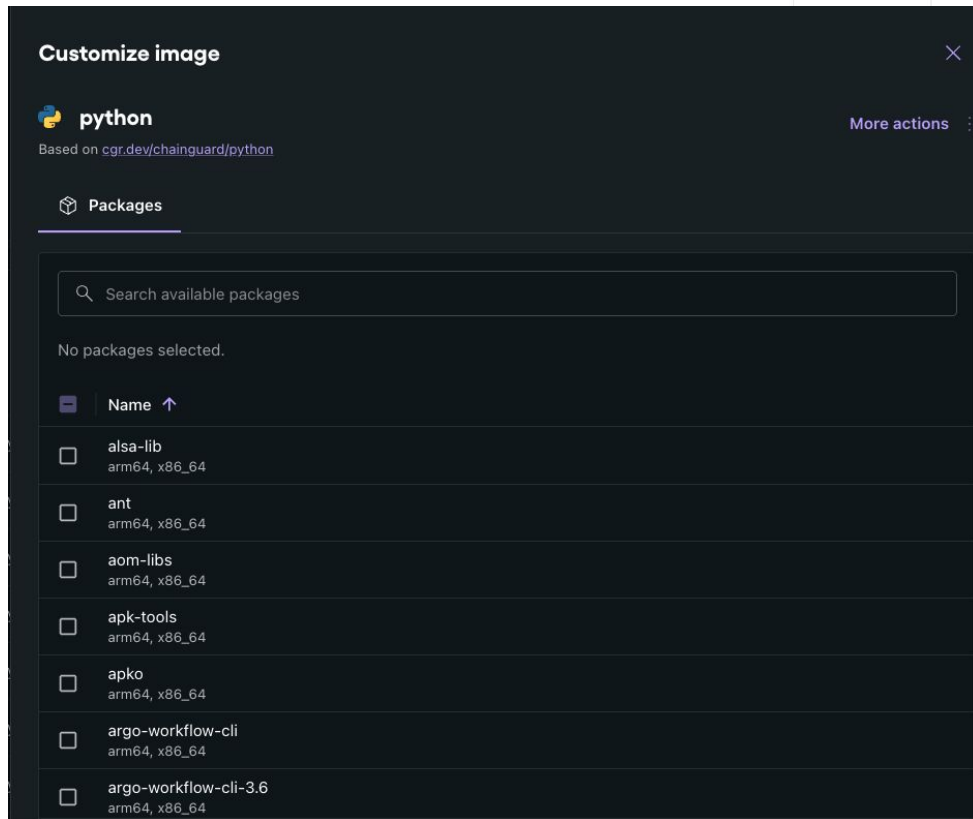 Customize image
python
More actions
Based on cgr.dev/chainguard/python
Packages
Search available packages
No packages selected.
Name
alsa-lib
arm64, x86_64
ant
arm64, x86_64
aom-libs
arm64, x86_64
apk-tools
arm64, x86_64
apko
arm64, x86_64
argo-workflow-cli
arm64, x86_64
argo-workflow-cli-3.6
arm64, x86_64